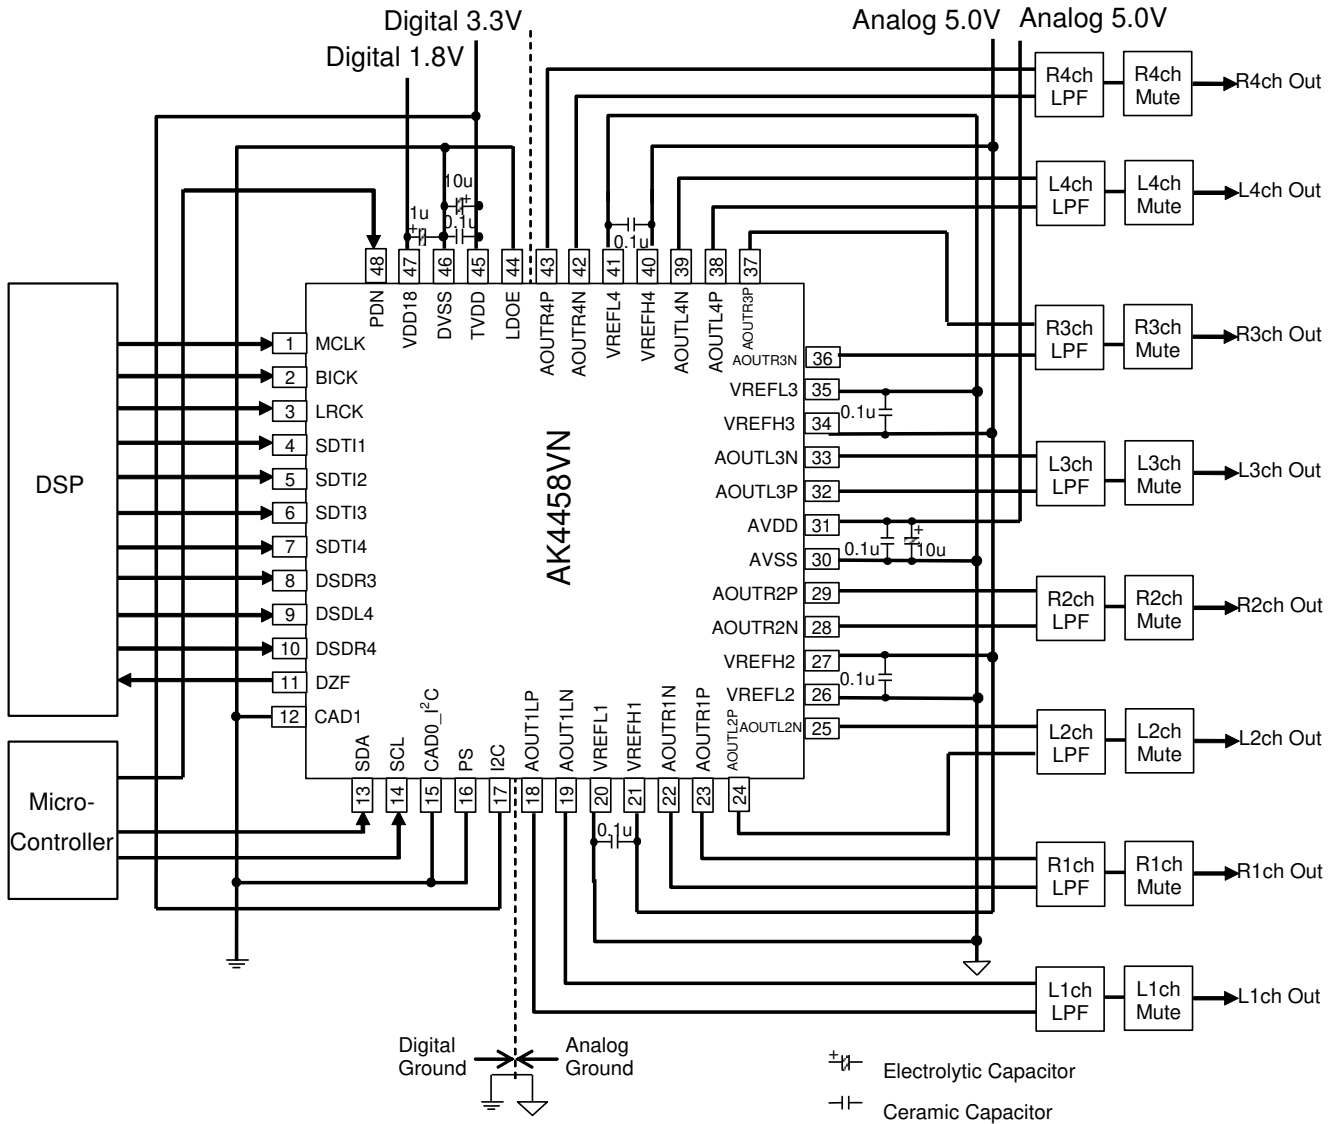 Digital 3.3V
Digital 1.8V
Analog 5.0V
Analog 5.0V
10u
1u
0.1u
0.1u
48
47
46
45
44
43
42
41
40
39
38
37
PDN
VDD18
DVSS
TVDD
LDOE
AOUTR4P
AOUTR4N
VREFL4
VREFH4
AOUTL4N
AOUTL4P
AOUTR3P
DSP
1 MCLK
2 BICK
3 LRCK
4 SDTI1
5 SDTI2
6 SDTI3
7 SDTI4
8 DSDR3
9 DSDL4
10 DSDR4
11 DZF
12 CAD1
AK4458VN
AOUTR3N 36
VREFL3 35
0.1u
VREFH3 34
AOUTL3N 33
AOUTL3P 32
AVDD 31
0.1u
10u
AVSS 30
AOUTR2P 29
AOUTR2N 28
VREFH2 27
0.1u
VREFL2 26
AOUTL2N 25
SDA
SCL
CAD0_I²C
PS
I2C
AOUT1LP
AOUT1LN
VREFL1
VREFH1
AOUTR1N
AOUTR1P
AOUTL2P
13
14
15
16
17
18
19
20
21
22
23
24
0.1u
Micro-
Controller
R4ch
LPF
R4ch
Mute
R4ch Out
L4ch
LPF
L4ch
Mute
L4ch Out
R3ch
LPF
R3ch
Mute
R3ch Out
L3ch
LPF
L3ch
Mute
L3ch Out
R2ch
LPF
R2ch
Mute
R2ch Out
L2ch
LPF
L2ch
Mute
L2ch Out
R1ch
LPF
R1ch
Mute
R1ch Out
L1ch
LPF
L1ch
Mute
L1ch Out
Digital
Ground
Analog
Ground
Electrolytic Capacitor
Ceramic Capacitor